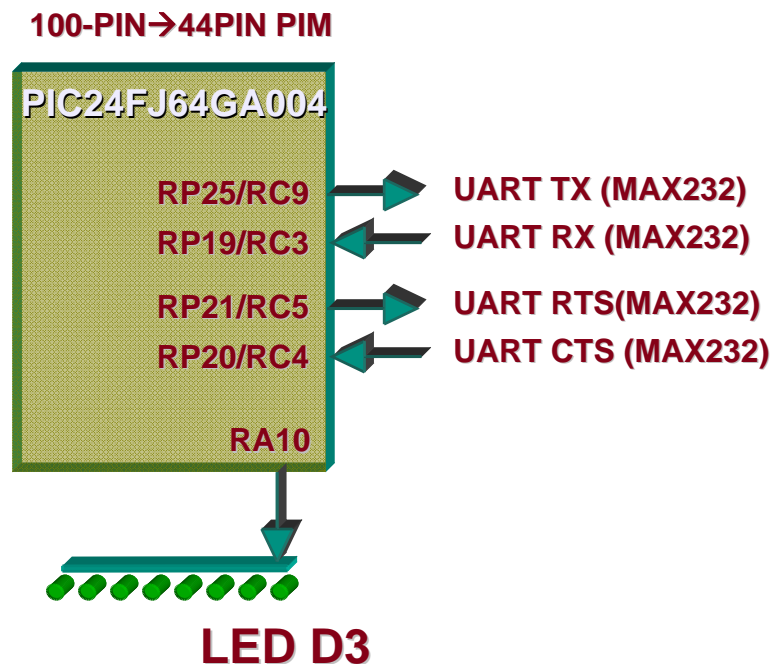 100-PIN→44PIN PIM
PIC24FJ64GA004
RP25/RC9 UART TX (MAX232)
RP19/RC3 UART RX (MAX232)
RP21/RC5 UART RTS(MAX232)
RP20/RC4 UART CTS (MAX232)
RA10
LED D3